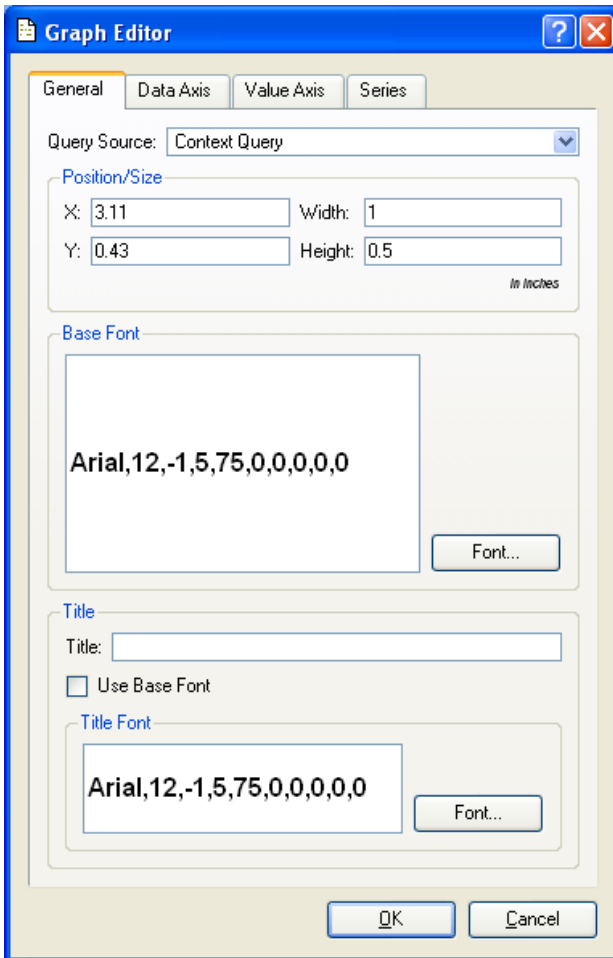 Graph Editor
General Data Axis Value Axis Series
Query Source: Context Query
Position/Size
X: 3.11 Width: 1
Y: 0.43 Height: 0.5
in inches
Base Font
Arial,12,-1,5,75,0,0,0,0,0
Font...
Title
Title:
Use Base Font
Title Font
Arial,12,-1,5,75,0,0,0,0,0
Font...
OK Cancel